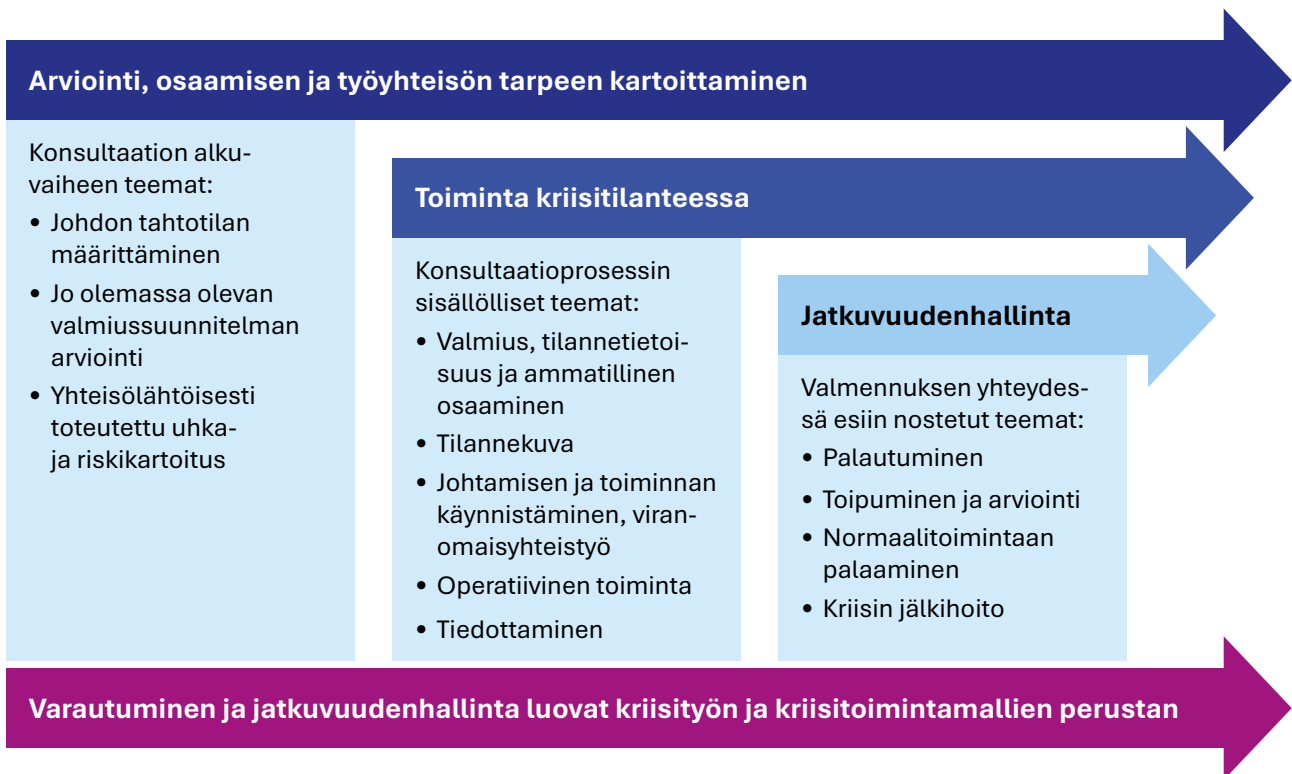 Arviointi, osaamisen ja työyhteisön tarpeen kartoittaminen
Konsultaation alku-
vaiheen teemat:
• Johdon tahtotilan
määrittäminen
• Jo olemassa olevan
valmiussuunnitelman
arviointi
• Yhteisölähtöisesti
toteutettu uhka-
ja riskikartoitus
Toiminta kriisitilanteessa
Konsultaatioprosessin
sisällölliset teemat:
• Valmius, tilannetietoi-
suus ja ammatillinen
osaaminen
• Tilannekuva
• Johtamisen ja toiminnan
käynnistäminen, viran-
omaisyhteistyö
• Operatiivinen toiminta
• Tiedottaminen
Jatkuvuudenhallinta
Valmennuksen yhteydes-
sä esiin nostetut teemat:
• Palautuminen
• Toipuminen ja arviointi
• Normaalitoimintaan
palaaminen
• Kriisin jälkihoito
Varautuminen ja jatkuvuudenhallinta luovat kriisityön ja kriisitoimintamallien perustan